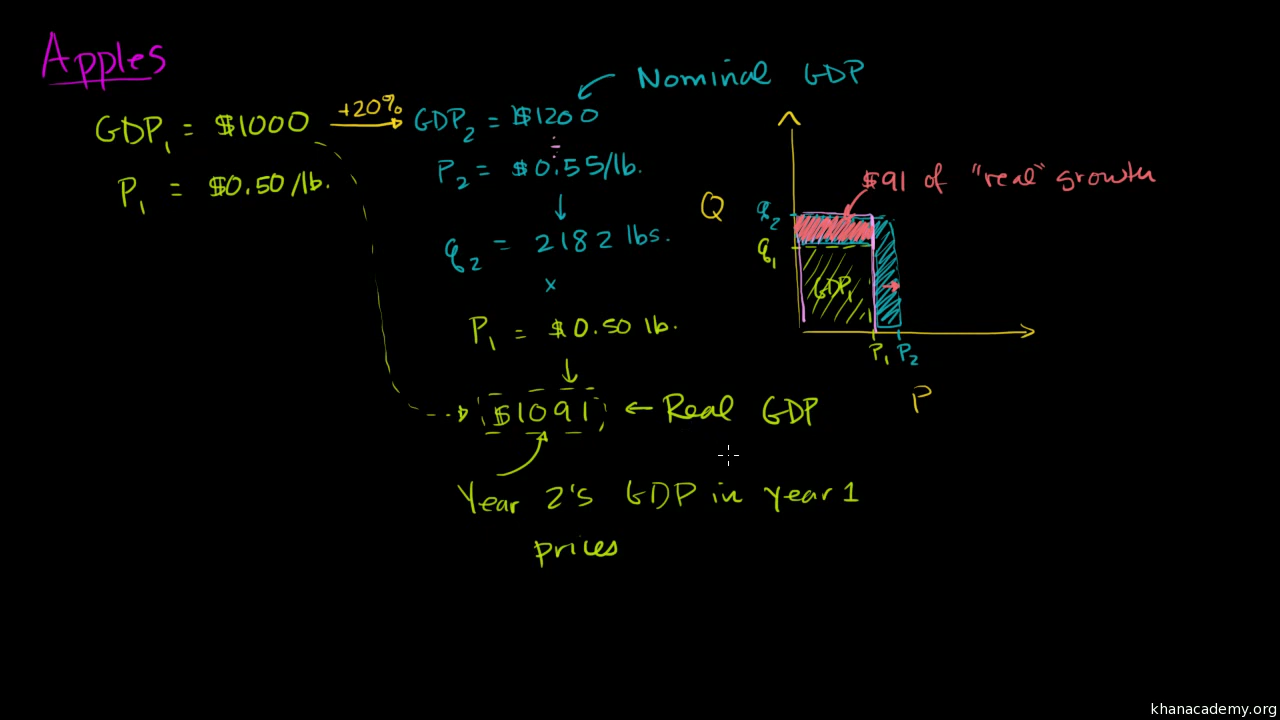 Apples
GDP₁ = $1000
+20%
GDP₂ = $1200
Nominal GDP
P₁ = $0.50/lb.
÷
P₂ = $0.55/lb.
↓
q₂ = 2182 lbs.
x
P₁ = $0.50 lb.
↓
$1091 ← Real GDP
Year 2's GDP in year 1
prices
$91 of "real" growth
Q
q₂
q₁
GDP₁
P₁ P₂
P
khanacademy.org